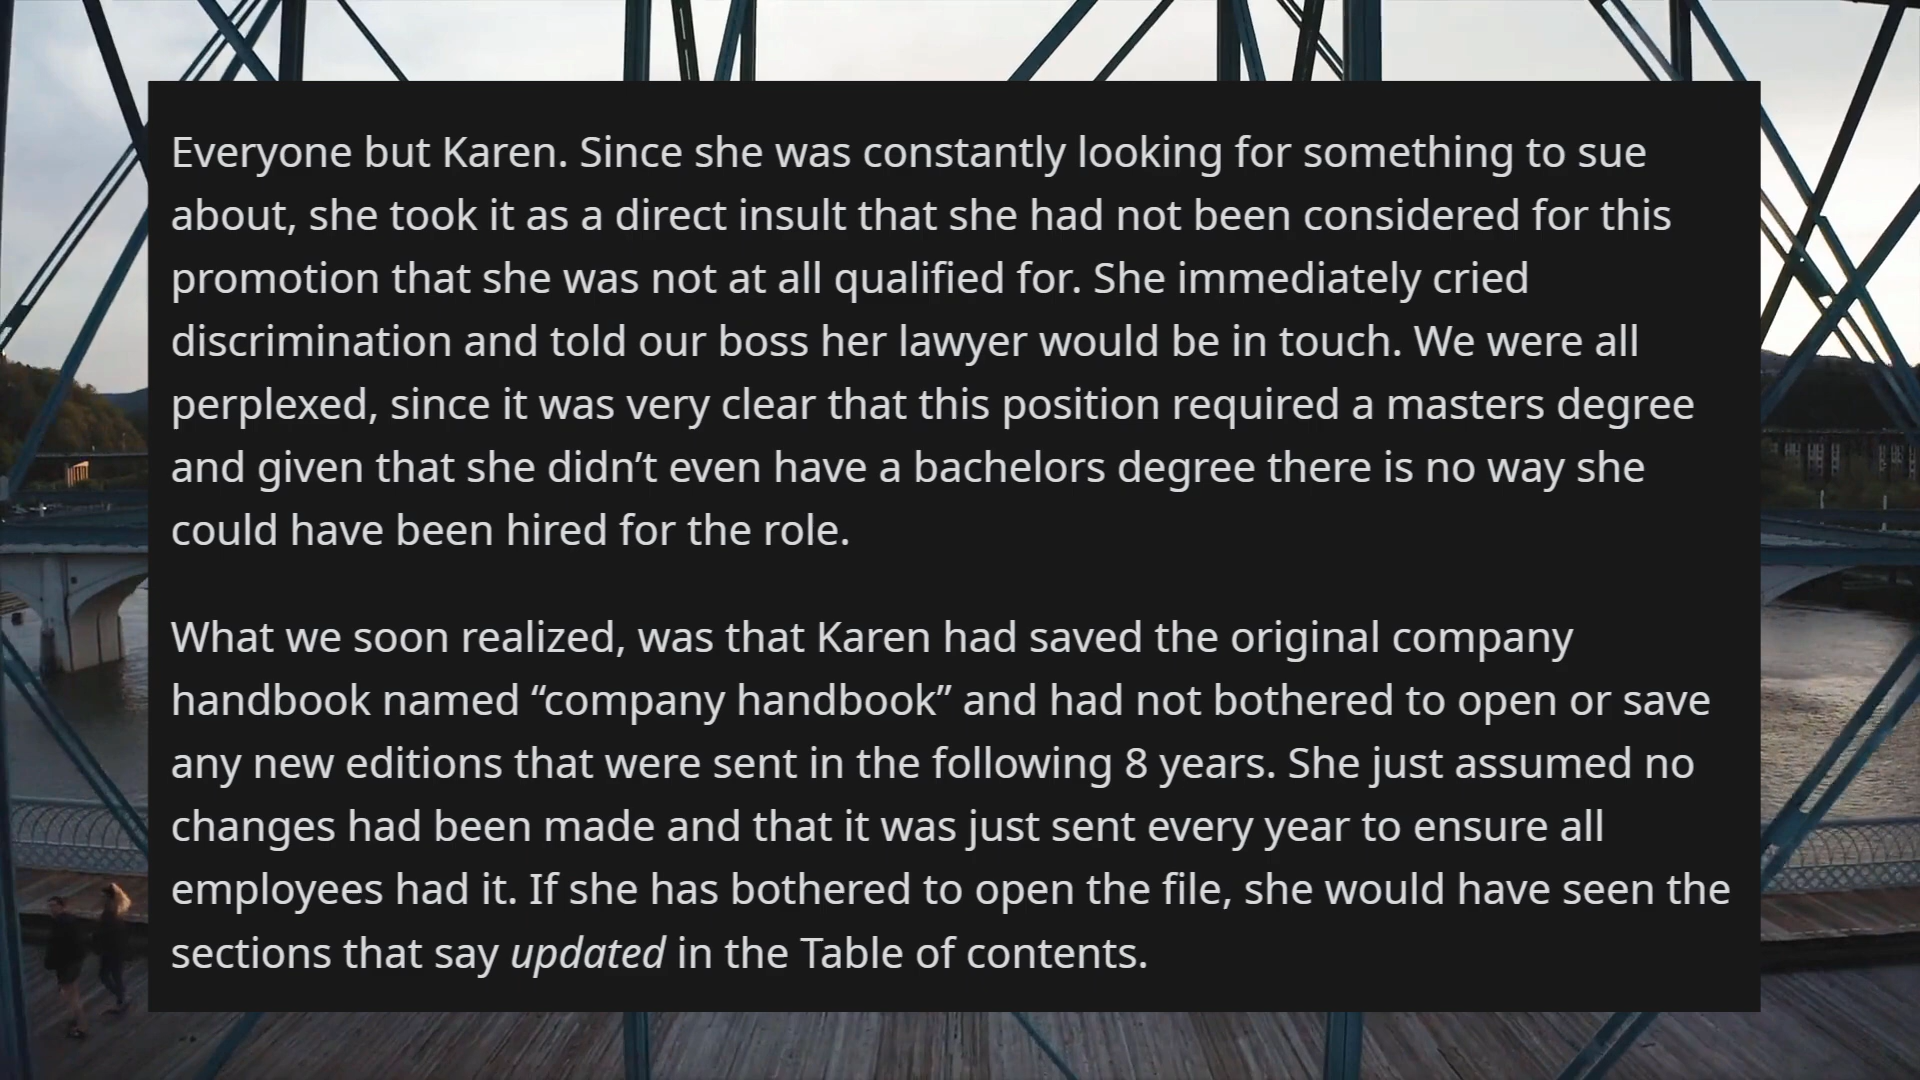 Everyone but Karen. Since she was constantly looking for something to sue
about, she took it as a direct insult that she had not been considered for this
promotion that she was not at all qualified for. She immediately cried
discrimination and told our boss her lawyer would be in touch. We were all
perplexed, since it was very clear that this position required a masters degree
and given that she didn’t even have a bachelors degree there is no way she
could have been hired for the role.
What we soon realized, was that Karen had saved the original company
handbook named “company handbook” and had not bothered to open or save
any new editions that were sent in the following 8 years. She just assumed no
changes had been made and that it was just sent every year to ensure all
employees had it. If she has bothered to open the file, she would have seen the
sections that say updated in the Table of contents.